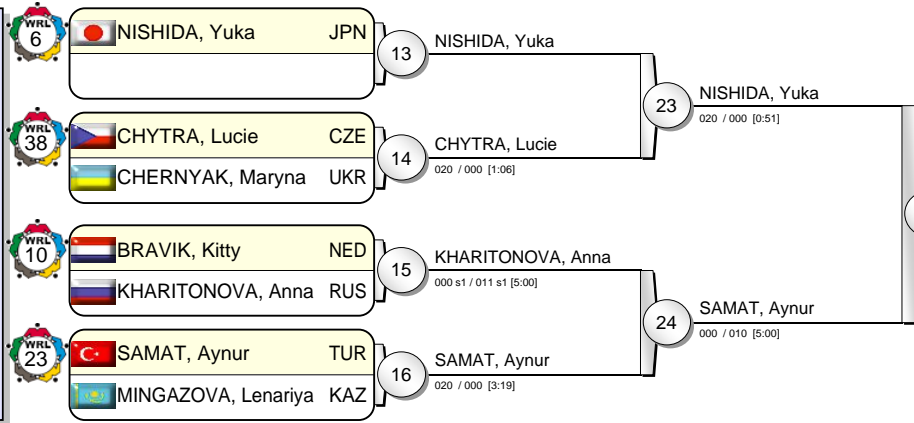 WRL
6
NISHIDA, Yuka JPN
13
NISHIDA, Yuka
WRL
38
CHYTRA, Lucie CZE
CHERNYAK, Maryna UKR
14
CHYTRA, Lucie
020 / 000 [1:06]
23
NISHIDA, Yuka
020 / 000 [0:51]
WRL
10
BRAVIK, Kitty NED
KHARITONOVA, Anna RUS
15
KHARITONOVA, Anna
000 s1 / 011 s1 [5:00]
WRL
23
SAMAT, Aynur TUR
MINGAZOVA, Lenariya KAZ
16
SAMAT, Aynur
020 / 000 [3:19]
24
SAMAT, Aynur
000 / 010 [5:00]